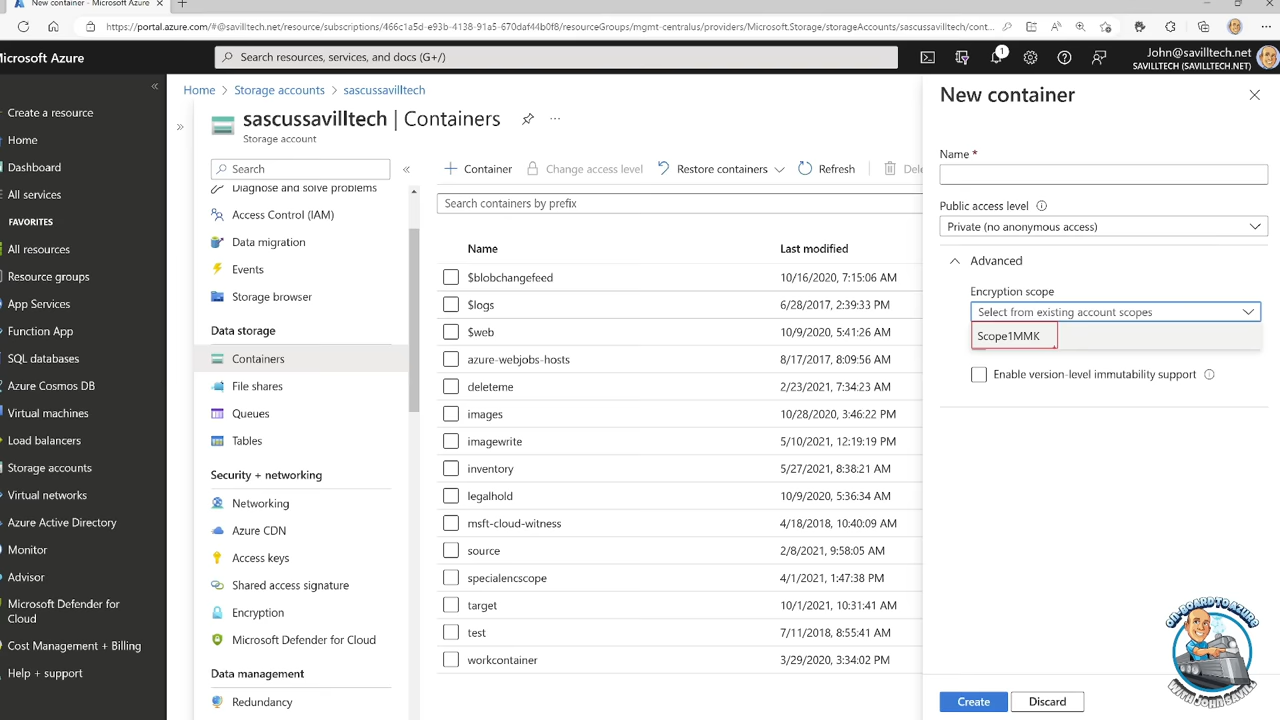 New container - Microsoft Azure
https://portal.azure.com/#@savilltech.net/resource/subscriptions/466c1a5d-e93b-4138-91a5-670daf44b0f8/resourceGroups/mgmt-centralus/providers/Microsoft.Storage/storageAccounts/sascussavilltech/cont...
Microsoft Azure
Search resources, services, and docs (G+/)
1
John@savilltech.net
SAVILLTECH (SAVILLTECH.NET)
Create a resource
Home
Dashboard
All services
FAVORITES
All resources
Resource groups
App Services
Function App
SQL databases
Azure Cosmos DB
Virtual machines
Load balancers
Storage accounts
Virtual networks
Azure Active Directory
Monitor
Advisor
Microsoft Defender for
Cloud
Cost Management + Billing
Help + support
Home > Storage accounts > sascussavilltech
sascussavilltech | Containers
Storage account
Search
Diagnose and solve problems
Access Control (IAM)
Data migration
Events
Storage browser
Data storage
Containers
File shares
Queues
Tables
Security + networking
Networking
Azure CDN
Access keys
Shared access signature
Encryption
Microsoft Defender for Cloud
Data management
Redundancy
Container
Change access level
Restore containers
Refresh
Dele
Search containers by prefix
Name Last modified
$blobchangefeed 10/16/2020, 7:15:06 AM
$logs 6/28/2017, 2:39:33 PM
$web 10/9/2020, 5:41:26 AM
azure-webjobs-hosts 8/17/2017, 8:09:56 AM
deleteme 2/23/2021, 7:34:23 AM
images 10/28/2020, 3:46:22 PM
imagewrite 5/10/2021, 12:19:19 PM
inventory 5/27/2021, 8:38:21 AM
legalhold 10/9/2020, 5:36:34 AM
msft-cloud-witness 4/18/2018, 10:40:09 AM
source 2/8/2021, 9:58:05 AM
specialencscope 4/1/2021, 1:47:38 PM
target 10/1/2021, 10:31:41 AM
test 7/11/2018, 8:55:41 AM
workcontainer 3/29/2020, 3:34:02 PM
New container
Name *
Public access level
Private (no anonymous access)
Advanced
Encryption scope
Select from existing account scopes
Scope1MMK
Enable version-level immutability support
ON-BOARD TO AZURE
WITH JOHN SAVILL
Create
Discard